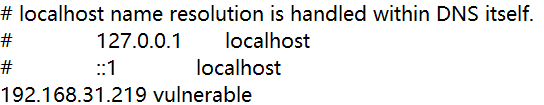 # localhost name resolution is handled within DNS itself.
#	127.0.0.1	localhost
#	::1	localhost
192.168.31.219 vulnerable